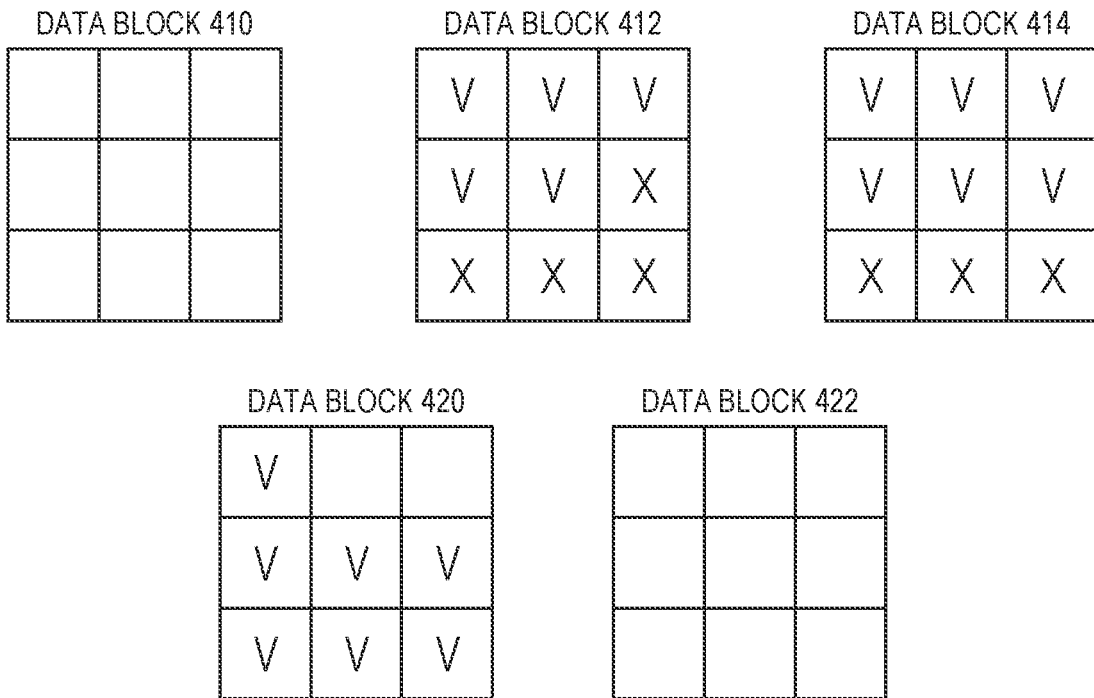 DATA BLOCK 410
DATA BLOCK 412
DATA BLOCK 414
V V V
V V V
V V X
V V V
X X X
X X X
DATA BLOCK 420
DATA BLOCK 422
V
V V V
V V V